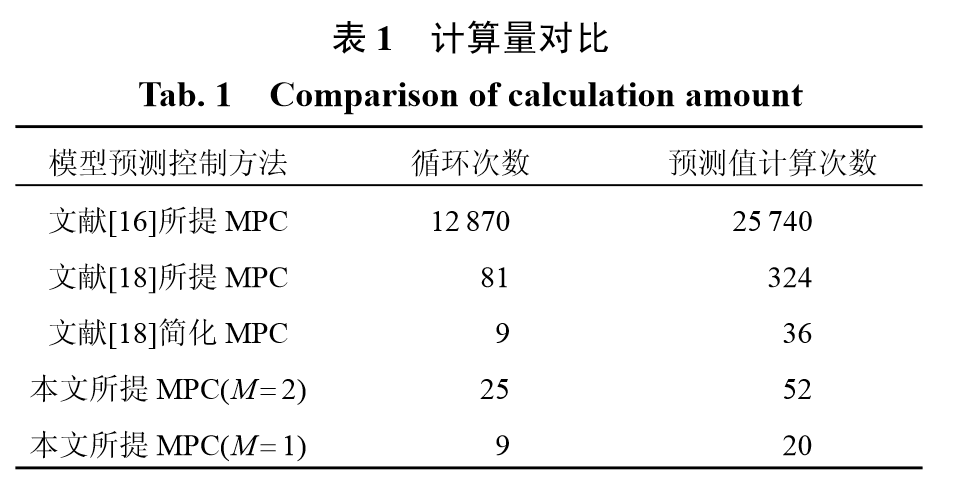 表 1 计算量对比
Tab. 1 Comparison of calculation amount
模型预测控制方法 循环次数 预测值计算次数
文献[16]所提 MPC 12 870 25 740
文献[18]所提 MPC 81 324
文献[18]简化 MPC 9 36
本文所提 MPC(M=2) 25 52
本文所提 MPC(M=1) 9 20